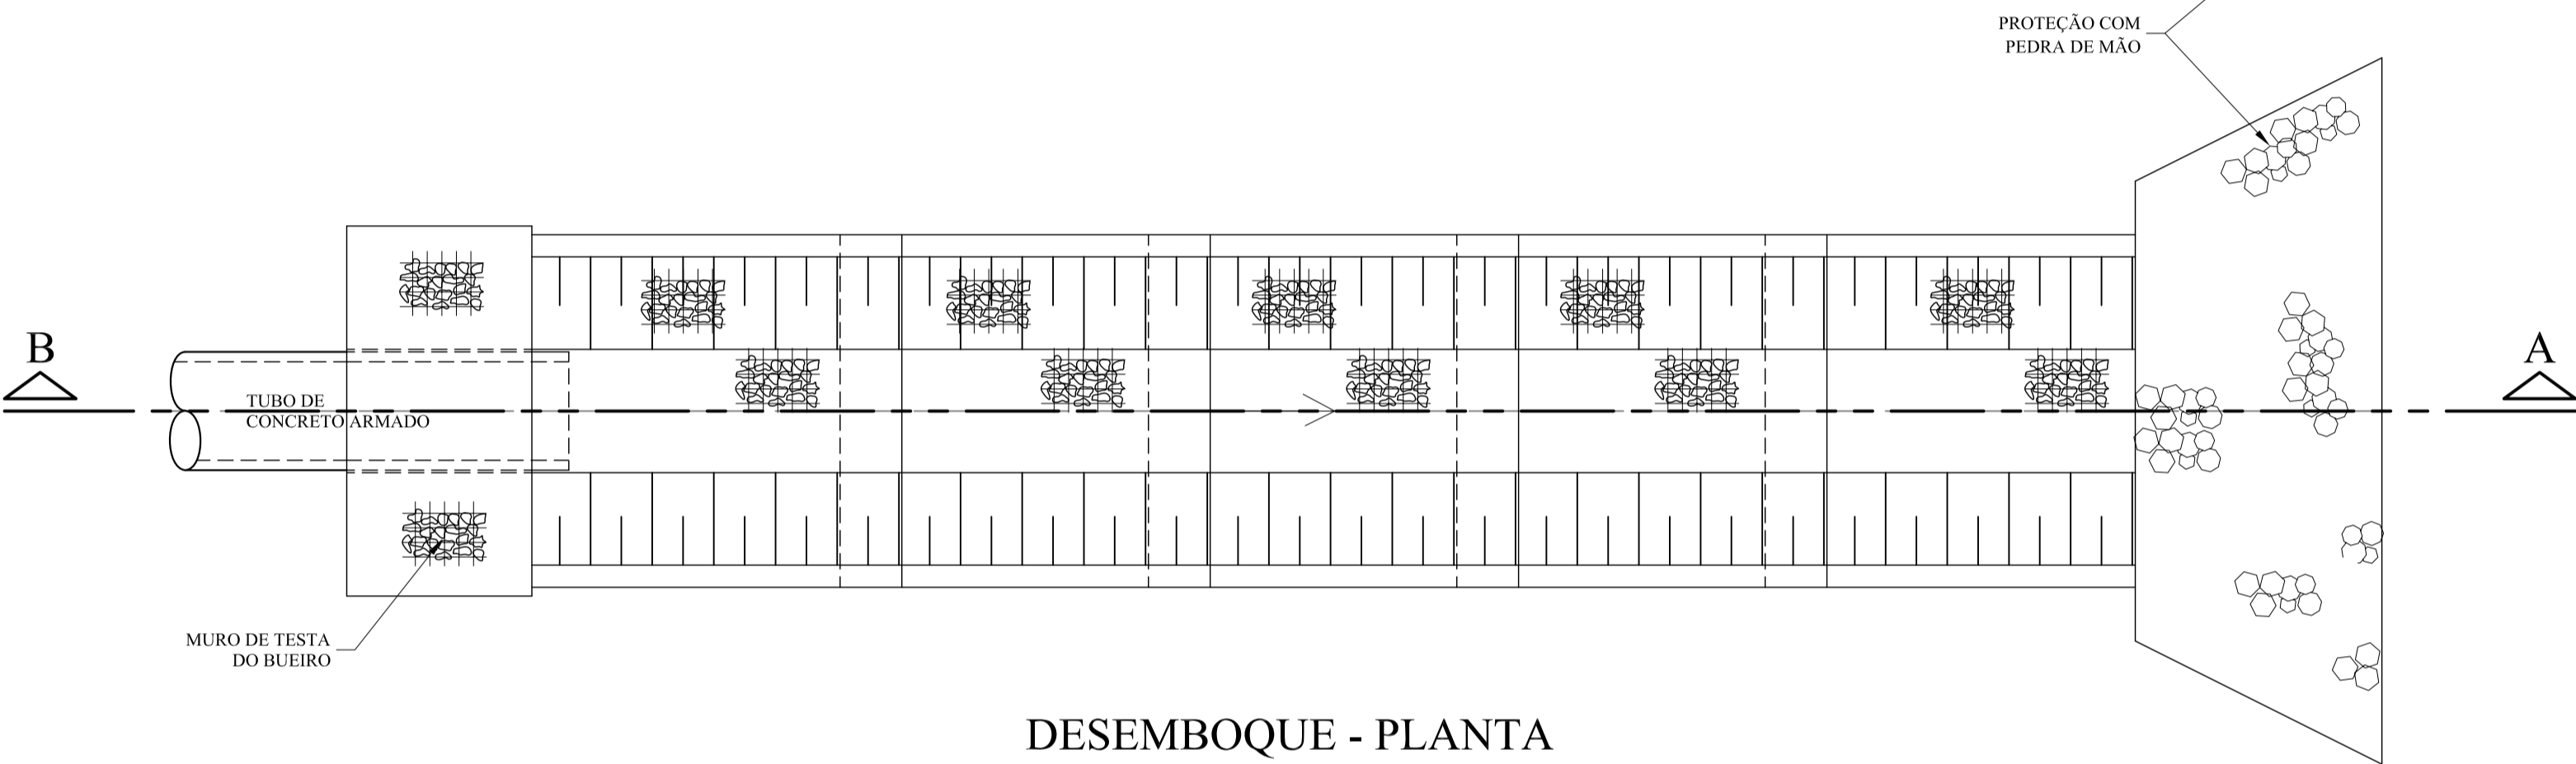 PROTEÇÃO COM
PEDRA DE MÃO
B
A
TUBO DE
CONCRETO ARMADO
MURO DE TESTA
DO BUEIRO
DESEMBOQUE - PLANTA